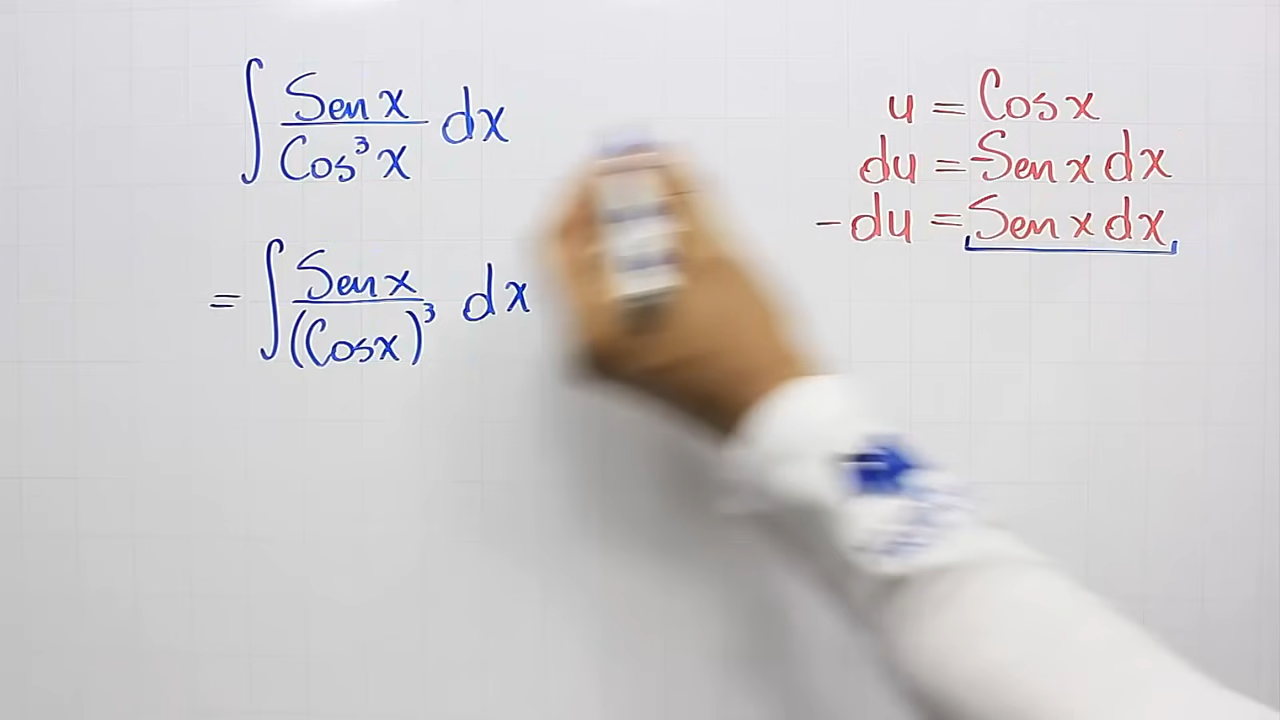 ∫ Sen x / Cos³ x dx
= ∫ Sen x / (Cos x)³ dx
u = Cos x
du = -Sen x dx
-du = Sen x dx